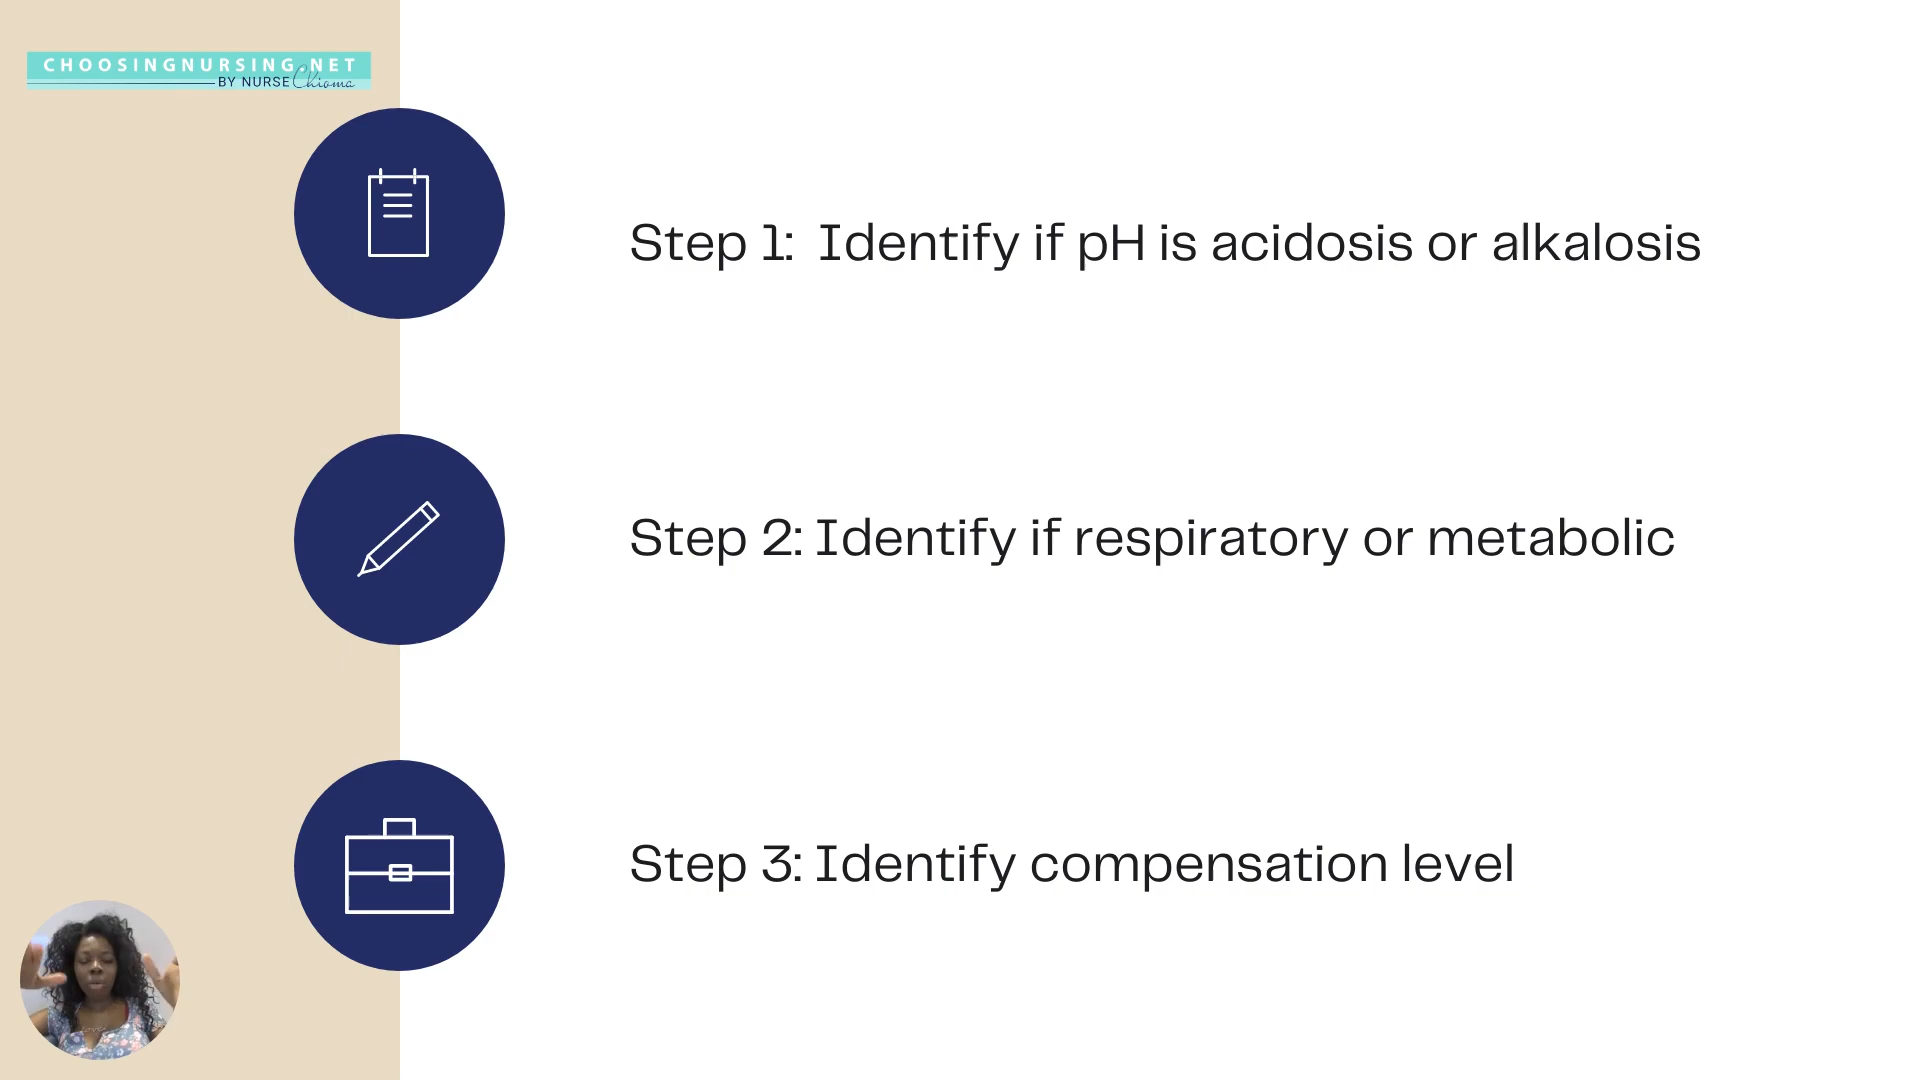 CHOOSINGNURSING.NET
BY NURSE Chioma
Step 1: Identify if pH is acidosis or alkalosis
Step 2: Identify if respiratory or metabolic
Step 3: Identify compensation level